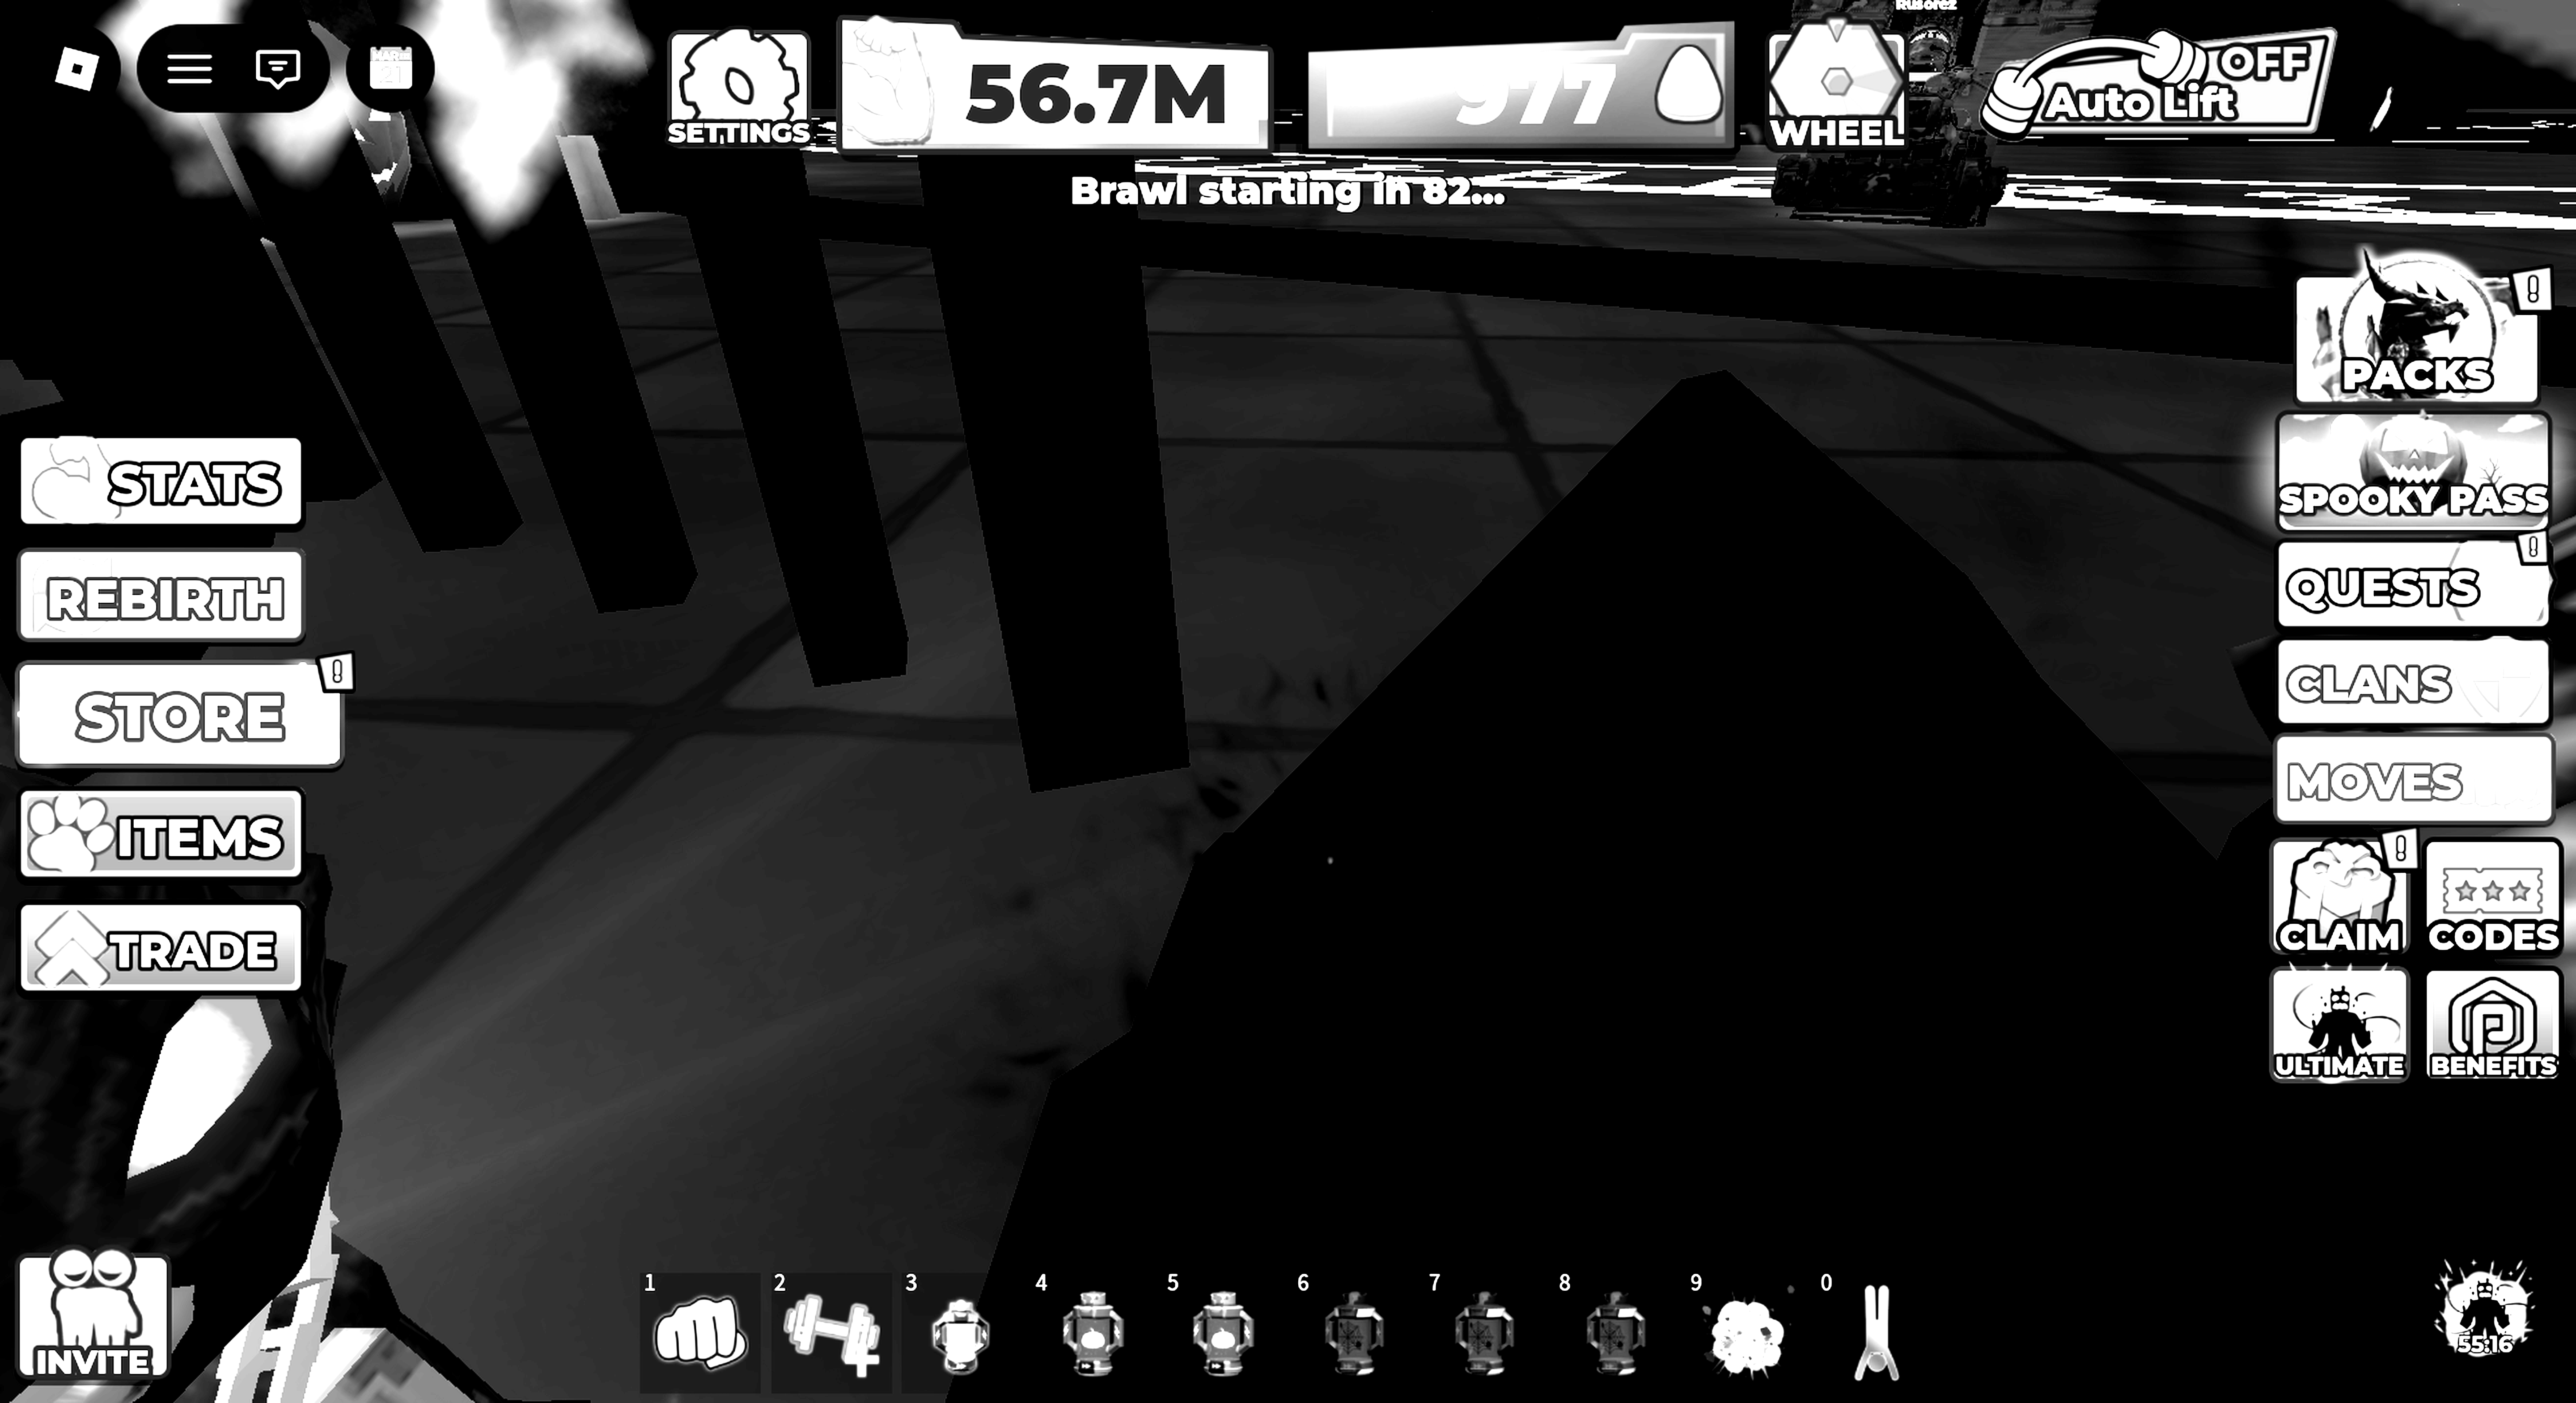 Rusorez
SETTINGS
56.7M
977
WHEEL
OFF
Auto Lift
Brawl starting in 82...
PACKS
SPOOKY PASS
QUESTS
CLANS
MOVES
CLAIM
CODES
ULTIMATE
BENEFITS
STATS
REBIRTH
STORE
ITEMS
TRADE
INVITE
1 2 3 4 5 6 7 8 9 0
55:16